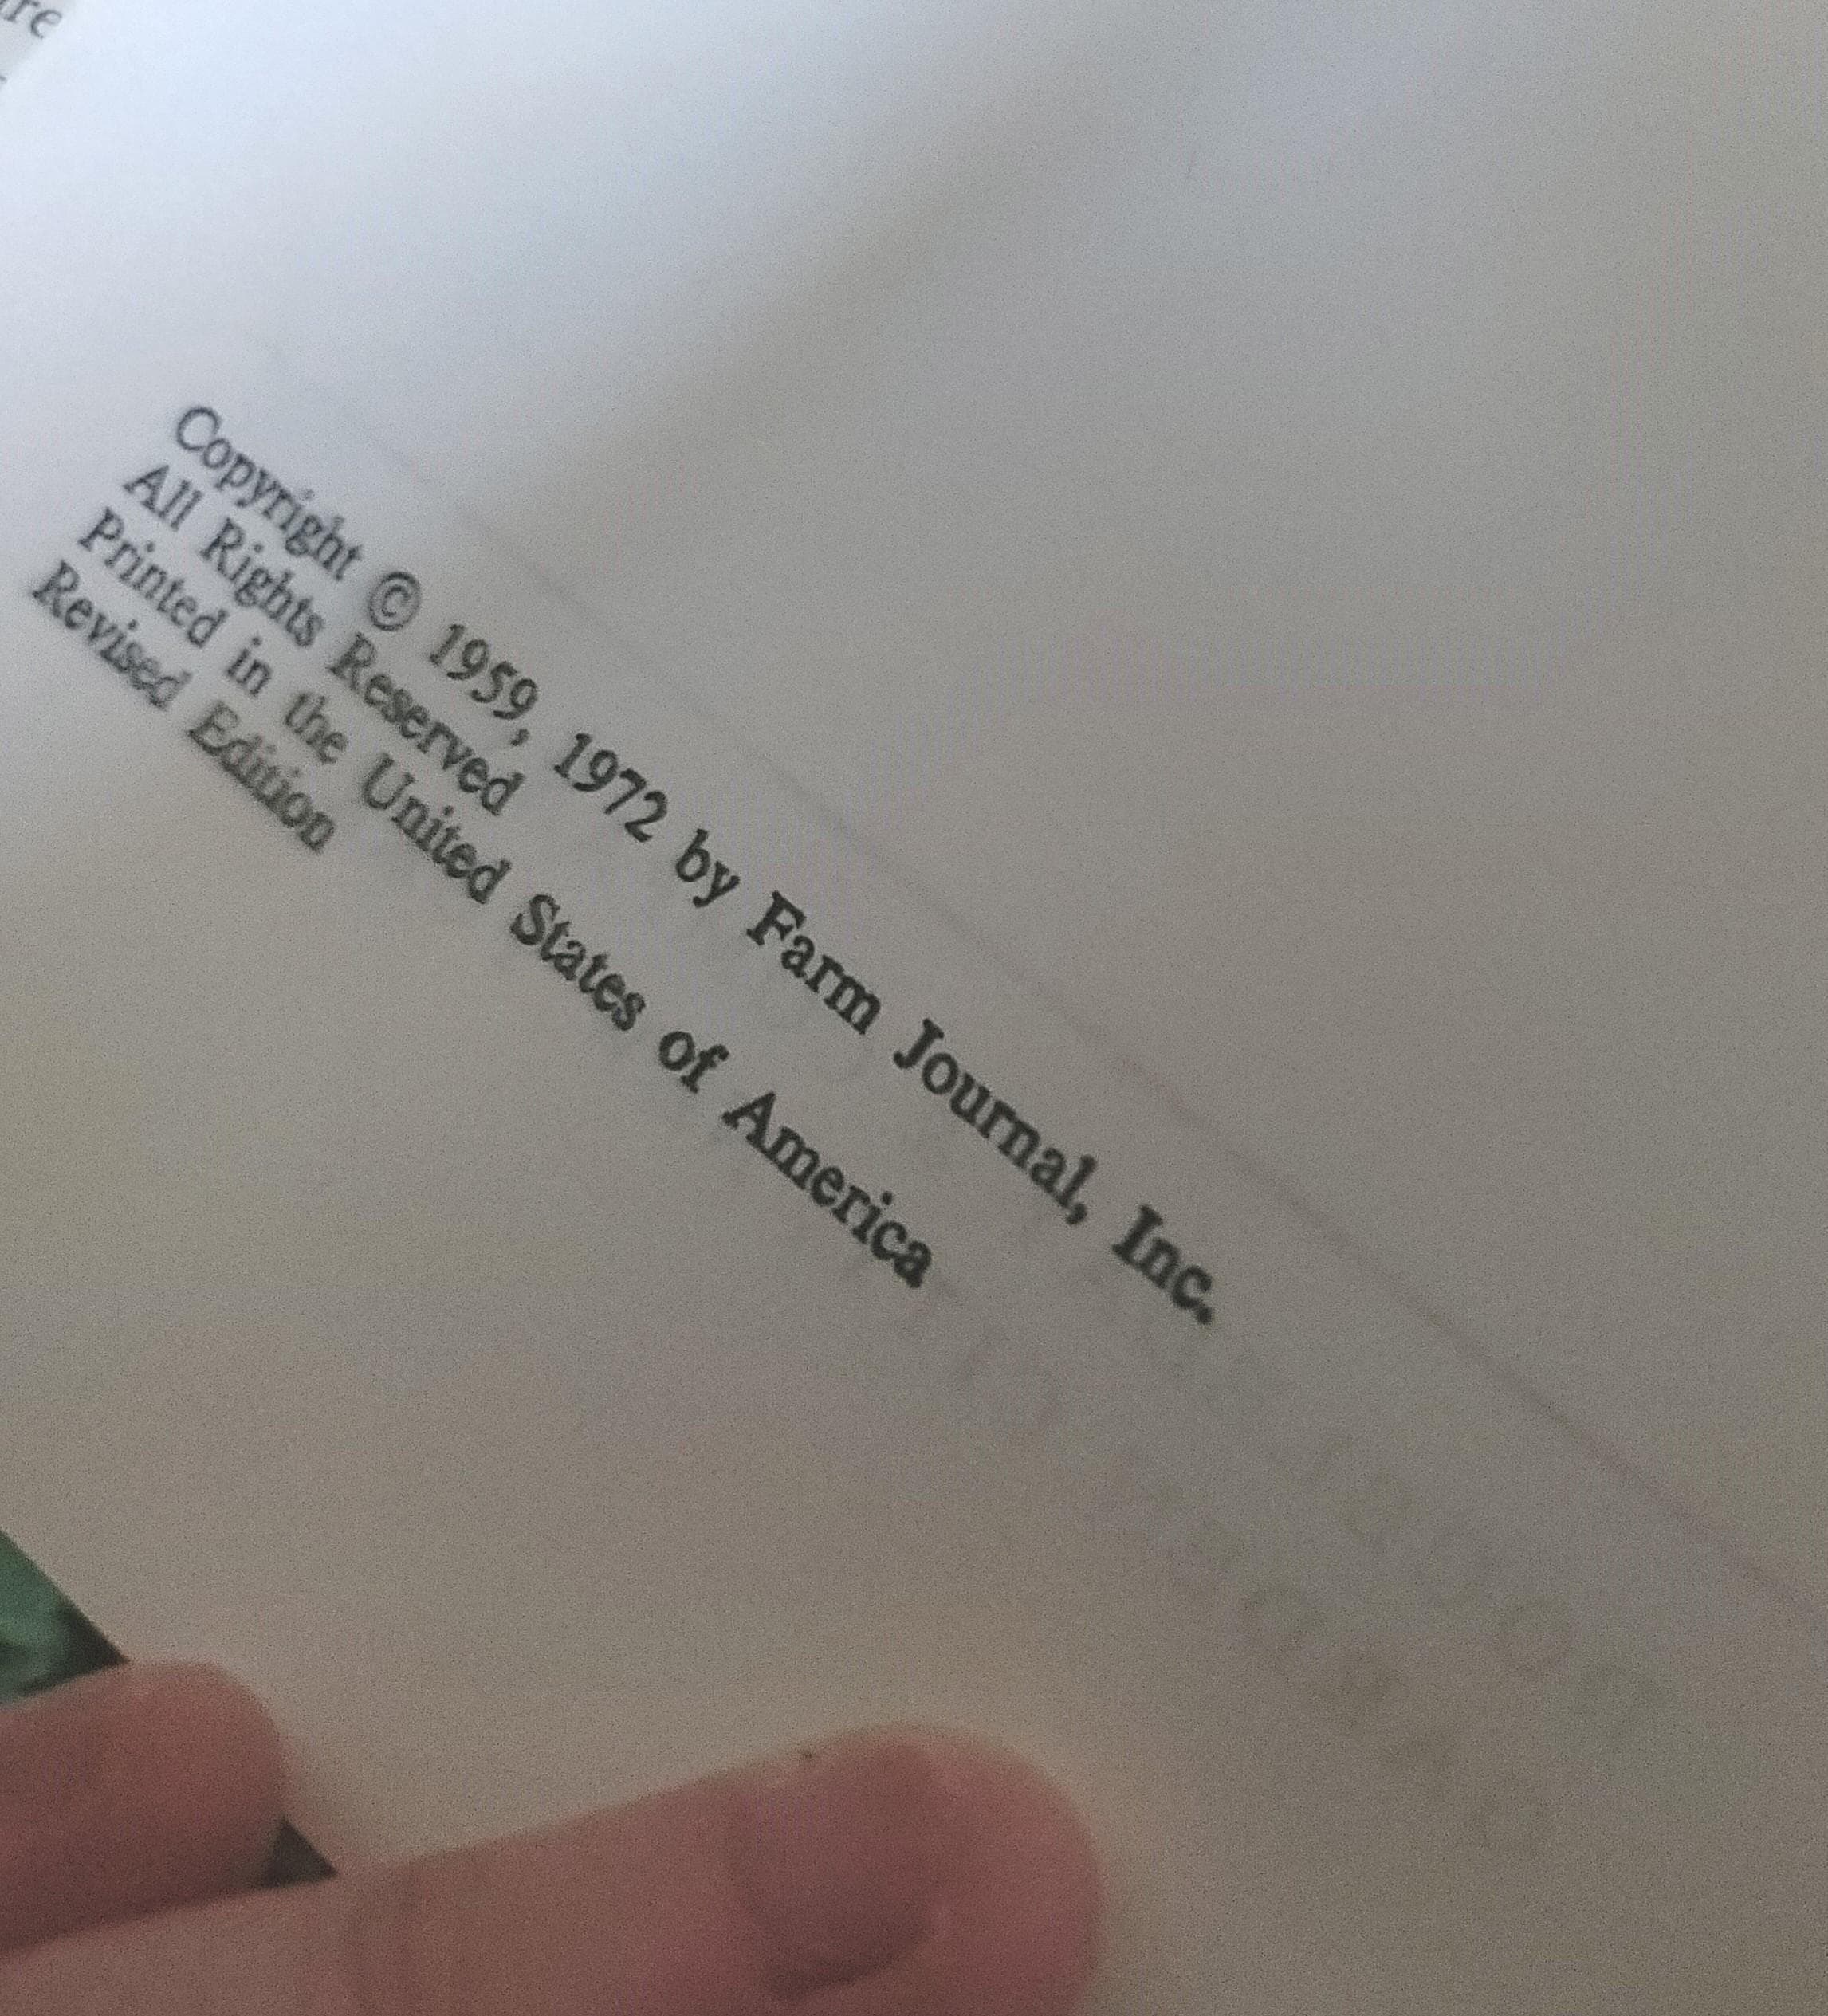 Copyright © 1959, 1972 by Farm Journal, Inc.
All Rights Reserved
Printed in the United States of America
Revised Edition